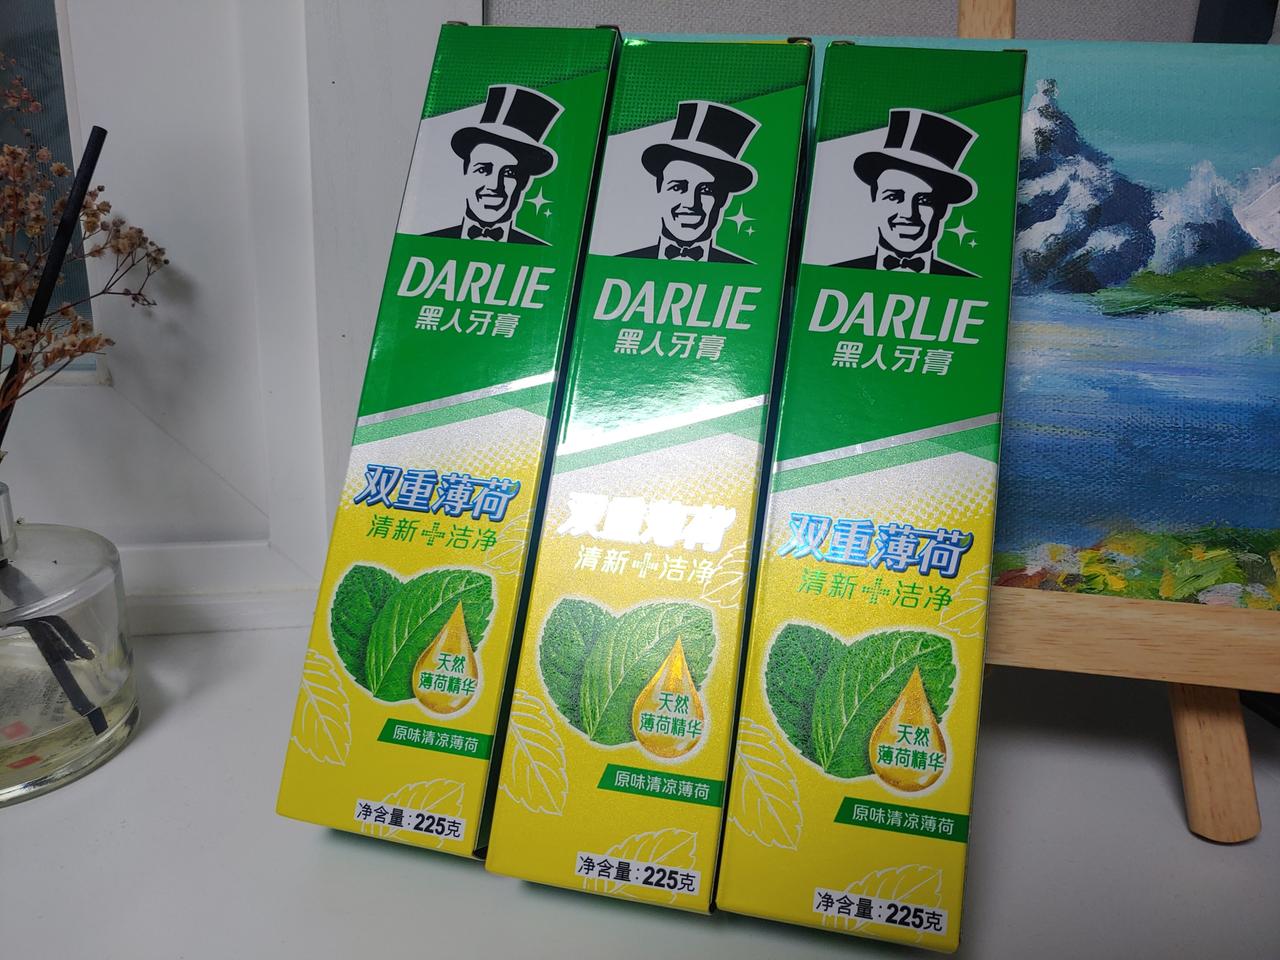 DARLIE
黑人牙膏
双重薄荷
清新+洁净
天然
薄荷精华
原味清凉薄荷
净含量:225克
DARLIE
黑人牙膏
双重薄荷
清新+洁净
天然
薄荷精华
原味清凉薄荷
净含量:225克
DARLIE
黑人牙膏
双重薄荷
清新+洁净
天然
薄荷精华
原味清凉薄荷
净含量:225克